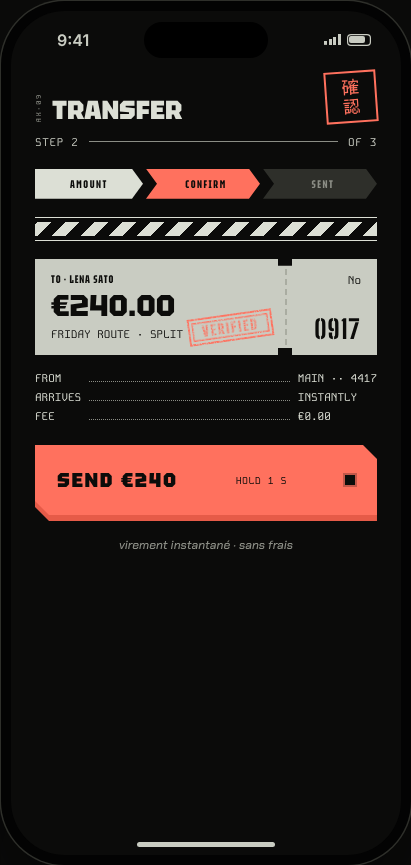 9:41
確
認
RX-09
TRANSFER
STEP 2
OF 3
AMOUNT
CONFIRM
SENT
TO · LENA SATO
€240.00
FRIDAY ROUTE · SPLIT
VERIFIED
No
0917
FROM
MAIN ·· 4417
ARRIVES
INSTANTLY
FEE
€0.00
SEND €240
HOLD 1 S
virement instantané · sans frais